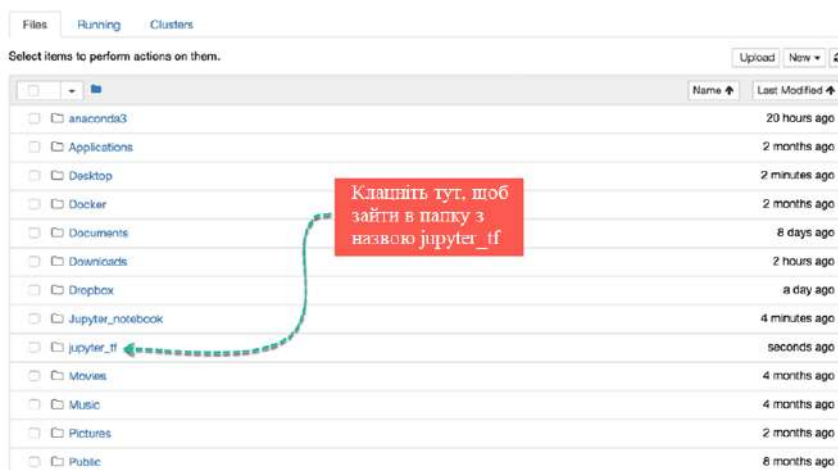 Files Running Clusters
Select items to perform actions on them. Upload New
Name Last Modified
anaconda3 20 hours ago
Applications 2 months ago
Desktop 2 minutes ago
Docker 2 months ago
Documents 8 days ago
Downloads 2 hours ago
Dropbox a day ago
Jupyter_notebook 4 minutes ago
jupyter_tf seconds ago
Movies 4 months ago
Music 4 months ago
Pictures 2 months ago
Public 8 months ago
Клацніть тут, щоб
зайти в папку з
назвою jupyter_tf